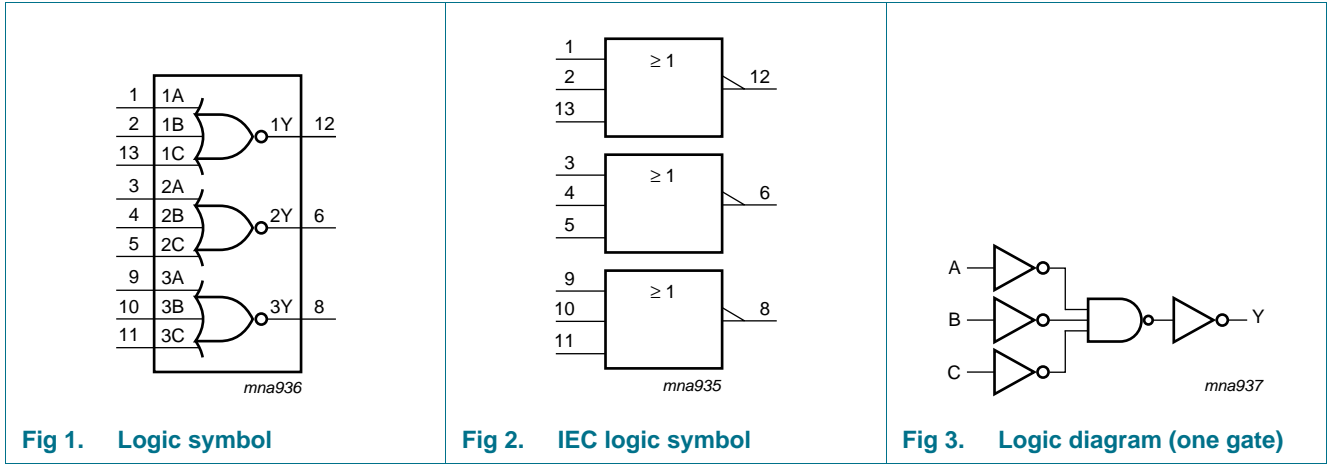 1 1A
2 1B 1Y 12
13 1C
3 2A
4 2B 2Y 6
5 2C
9 3A
10 3B 3Y 8
11 3C
mna936
Fig 1. Logic symbol
1 ≥ 1
2 12
13
3 ≥ 1
4 6
5
9 ≥ 1
10 8
11
mna935
Fig 2. IEC logic symbol
A
B Y
C
mna937
Fig 3. Logic diagram (one gate)